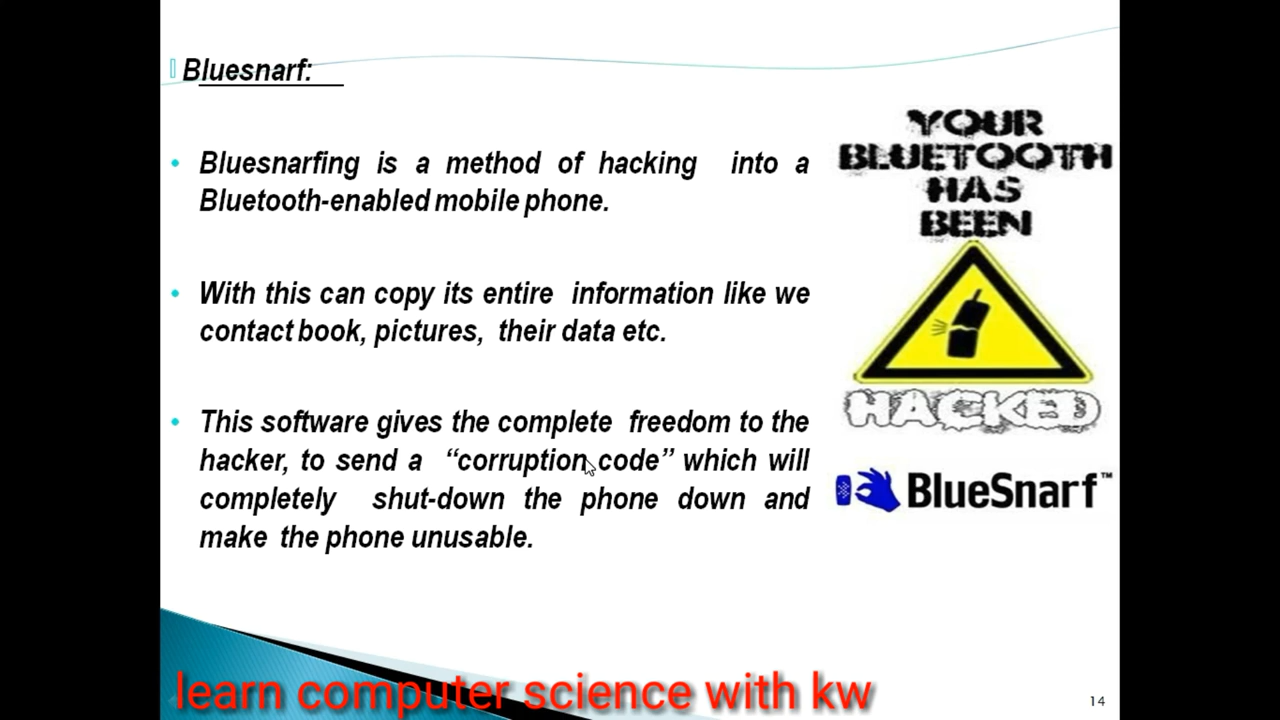 Bluesnarf:
• Bluesnarfing is a method of hacking into a
Bluetooth-enabled mobile phone.
• With this can copy its entire information like we
contact book, pictures, their data etc.
• This software gives the complete freedom to the
hacker, to send a “corruption code” which will
completely shut-down the phone down and
make the phone unusable.
YOUR
BLUETOOTH
HAS
BEEN
HACKED
BlueSnarf™
learn computer science with kw
14